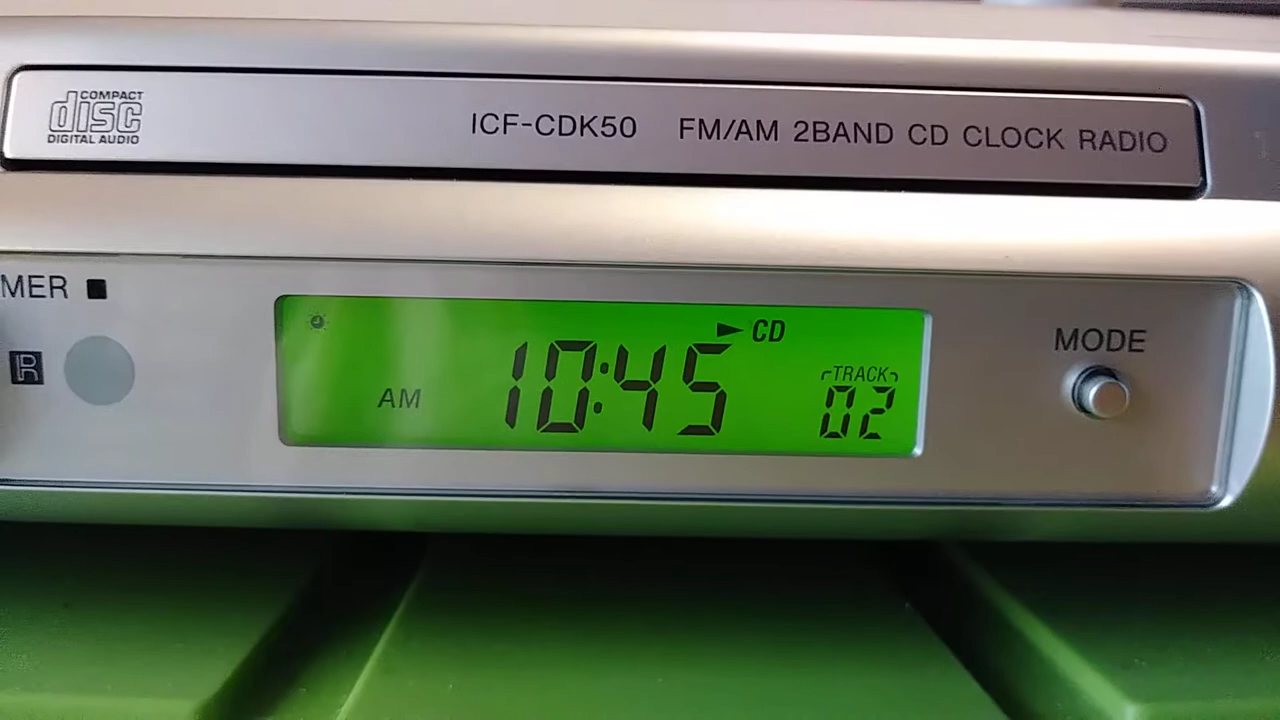 COMPACT
disc
DIGITAL AUDIO
ICF-CDK50 FM/AM 2BAND CD CLOCK RADIO
MER
R
CD
AM 10:45
TRACK
02
MODE